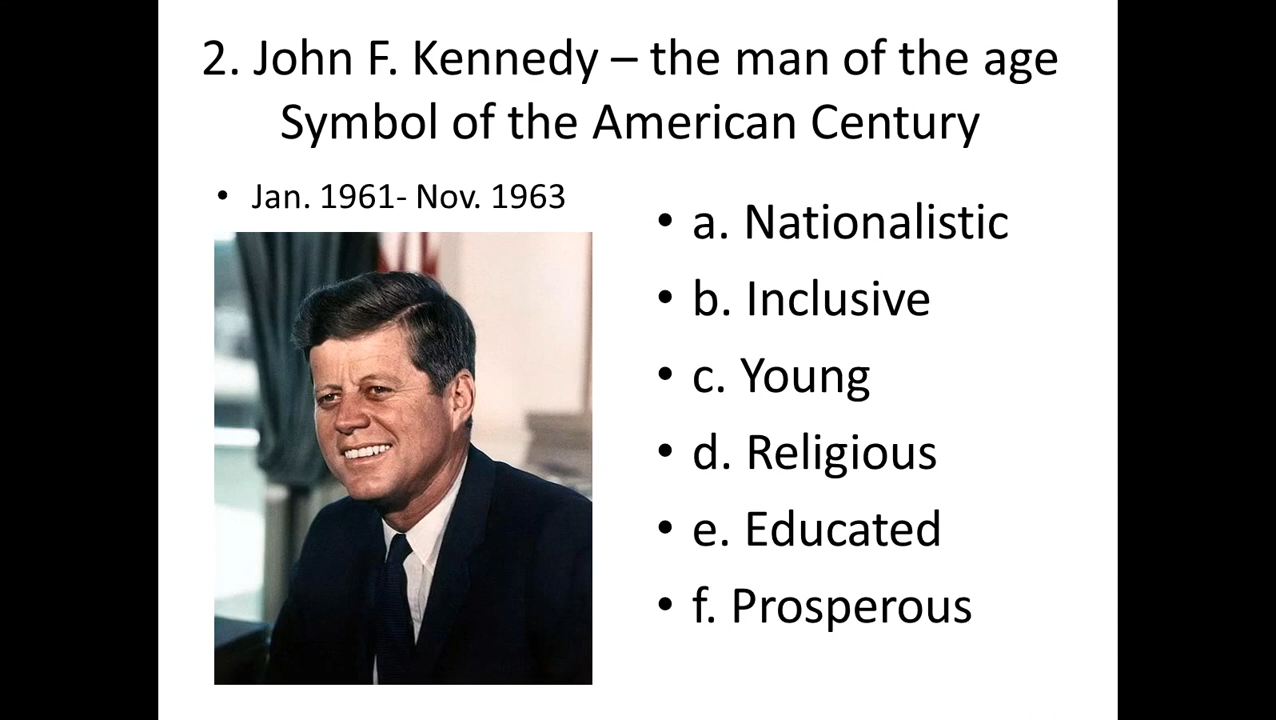 2. John F. Kennedy – the man of the age
Symbol of the American Century
• Jan. 1961- Nov. 1963
• a. Nationalistic
• b. Inclusive
• c. Young
• d. Religious
• e. Educated
• f. Prosperous